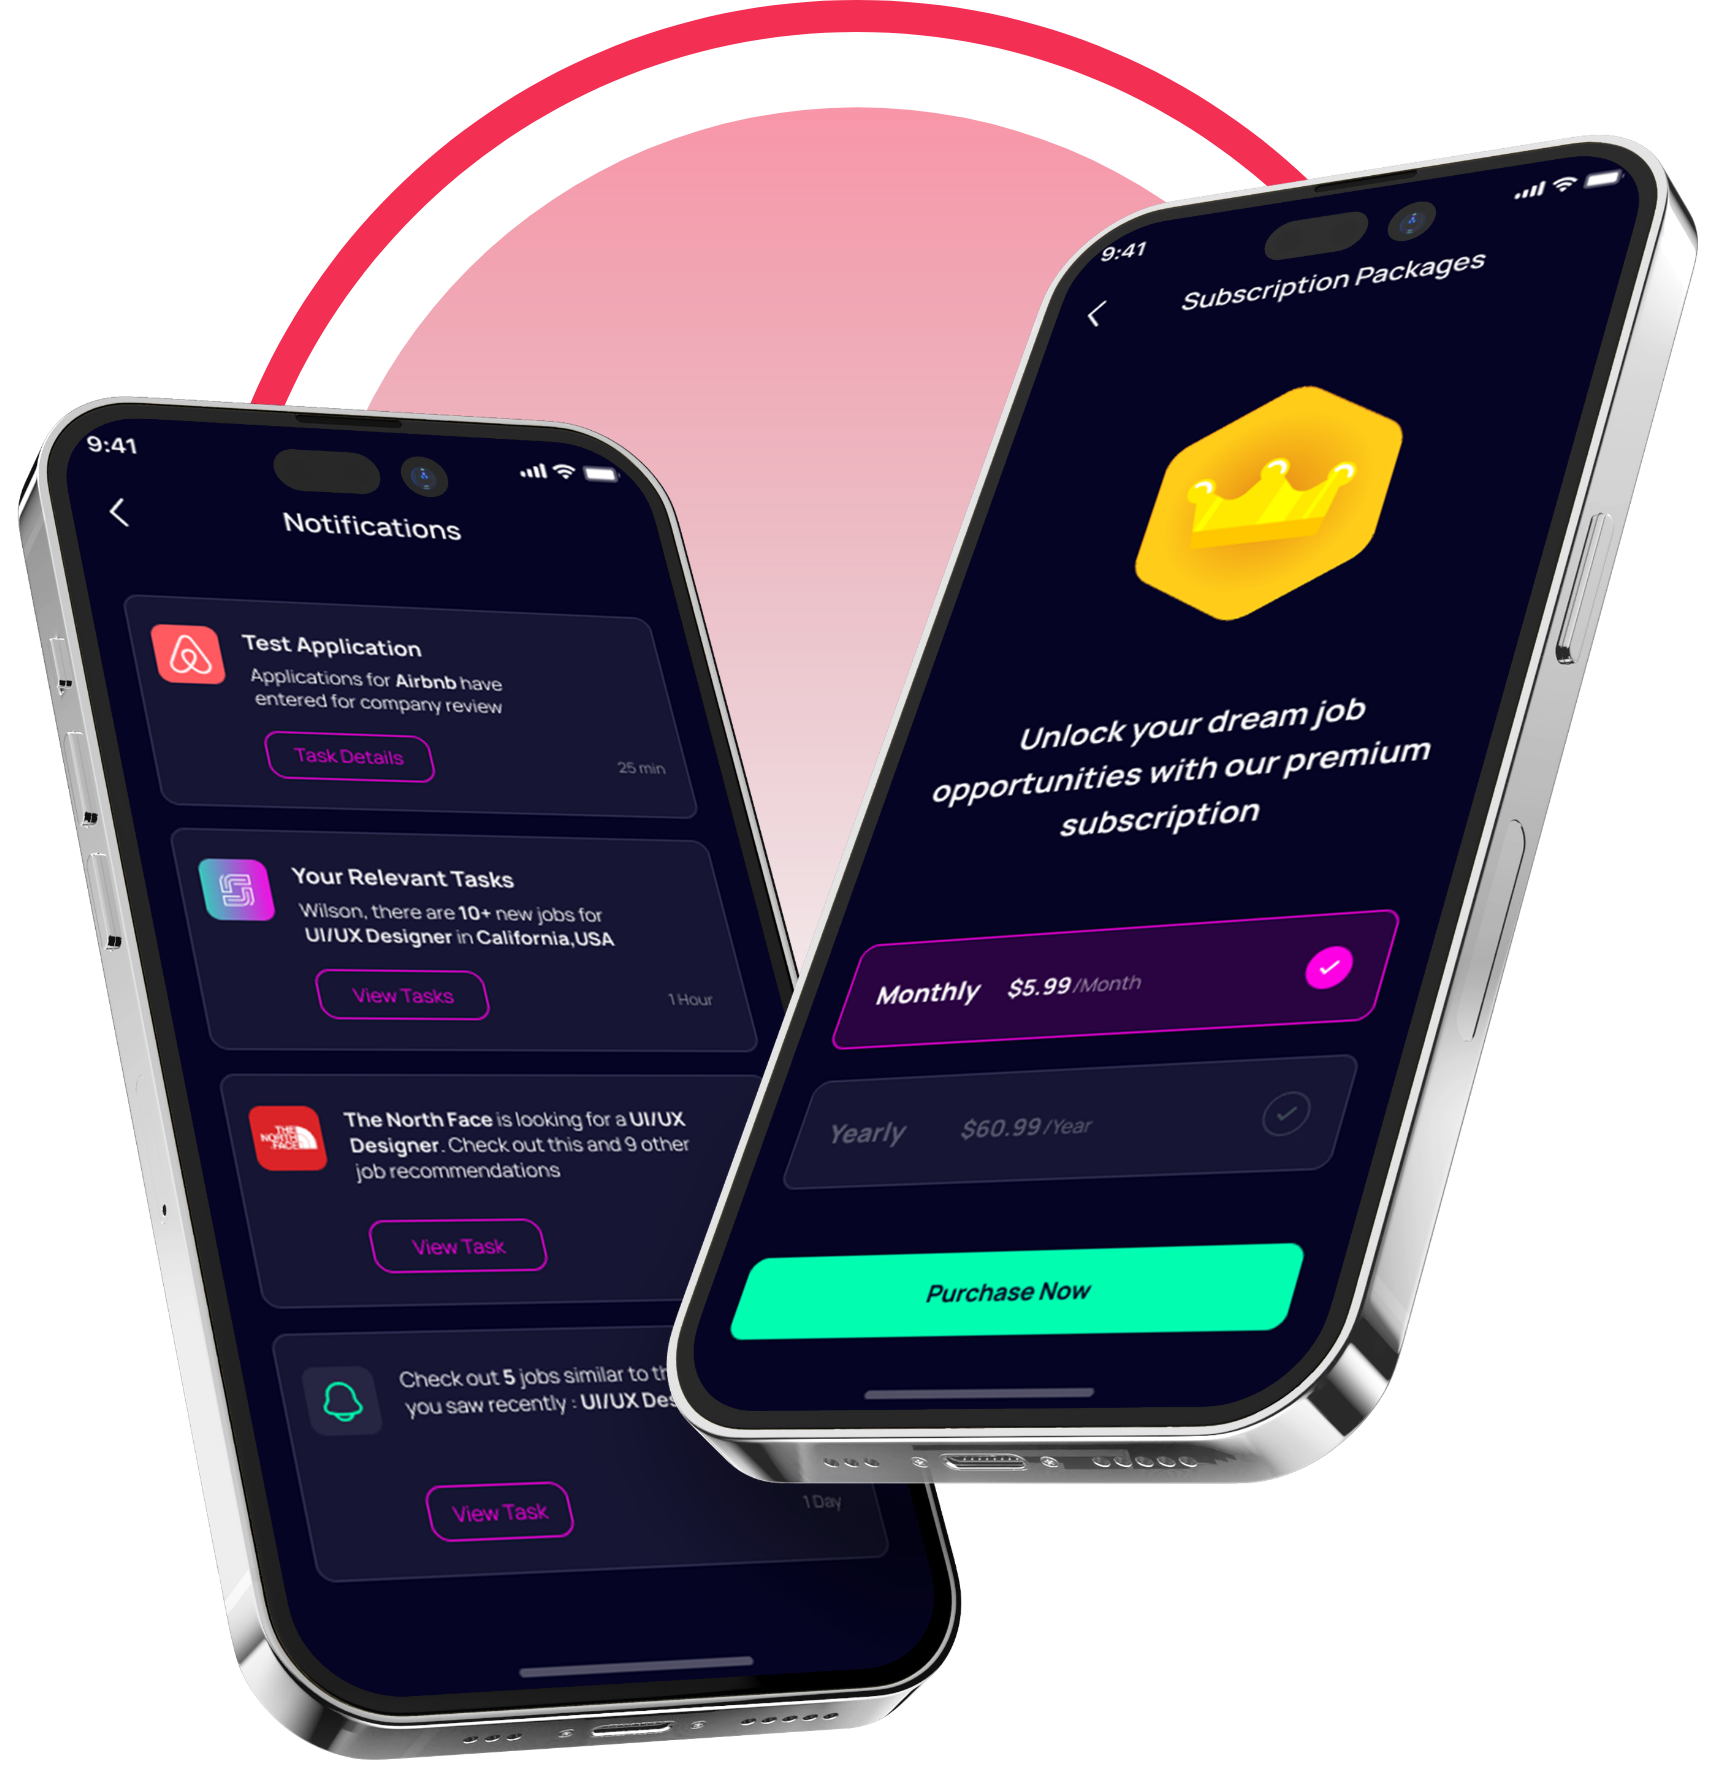 9:41
Notifications
Test Application
Applications for Airbnb have
entered for company review
Task Details
25 min
Your Relevant Tasks
Wilson, there are 10+ new jobs for
UI/UX Designer in California,USA
View Tasks
1 Hour
THE
NORTH
FACE
The North Face is looking for a UI/UX
Designer. Check out this and 9 other
job recommendations
View Task
Check out 5 jobs similar to
you saw recently : UI/UX
View Task
1 Day
9:41
Subscription Packages
Unlock your dream job
opportunities with our premium
subscription
Monthly $5.99/Month
Yearly $60.99/Year
Purchase Now